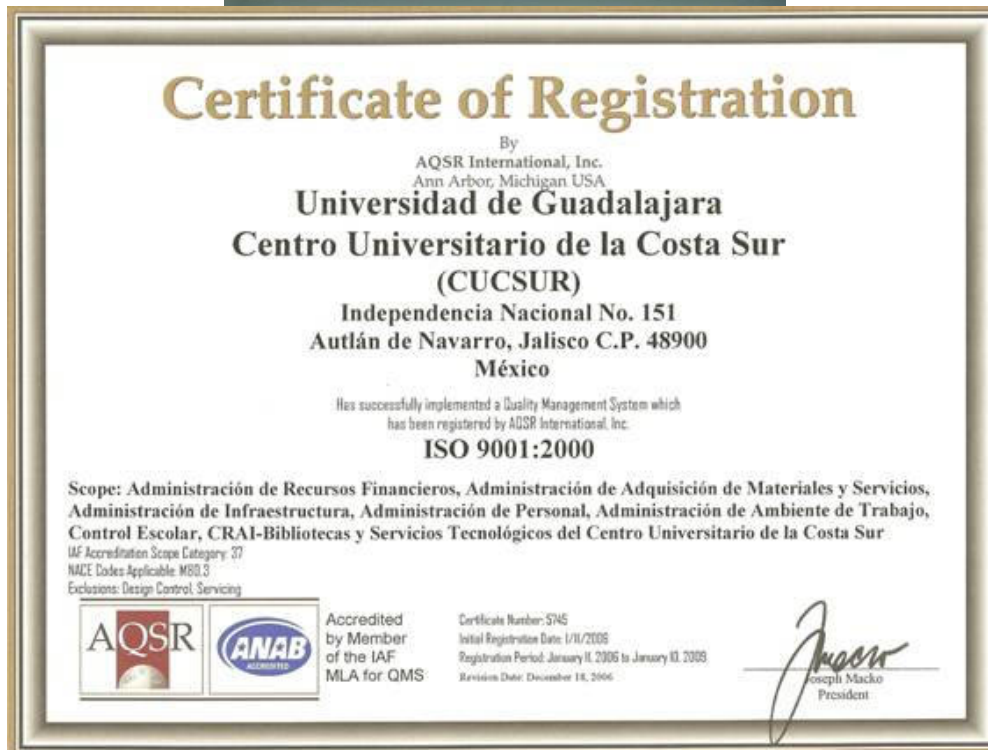 Certificate of Registration
By
AQSR International, Inc.
Ann Arbor, Michigan USA
Universidad de Guadalajara
Centro Universitario de la Costa Sur
(CUCSUR)
Independencia Nacional No. 151
Autlán de Navarro, Jalisco C.P. 48900
México
Has successfully implemented a Quality Management System which
has been registered by AQSR International, Inc.
ISO 9001:2000
Scope: Administración de Recursos Financieros, Administración de Adquisición de Materiales y Servicios,
Administración de Infraestructura, Administración de Personal, Administración de Ambiente de Trabajo,
Control Escolar, CRAI-Bibliotecas y Servicios Tecnológicos del Centro Universitario de la Costa Sur
IAF Accreditation Scope Category: 37
NACE Codes Applicable: M80.3
Exclusions: Design Control, Servicing
AQSR
ANAB
ACCREDITED
Accredited
by Member
of the IAF
MLA for QMS
Certificate Number: 5745
Initial Registration Date: 1/11/2006
Registration Period: January 11, 2006 to January 10, 2009
Revision Date: December 18, 2006
Joseph Macko
President